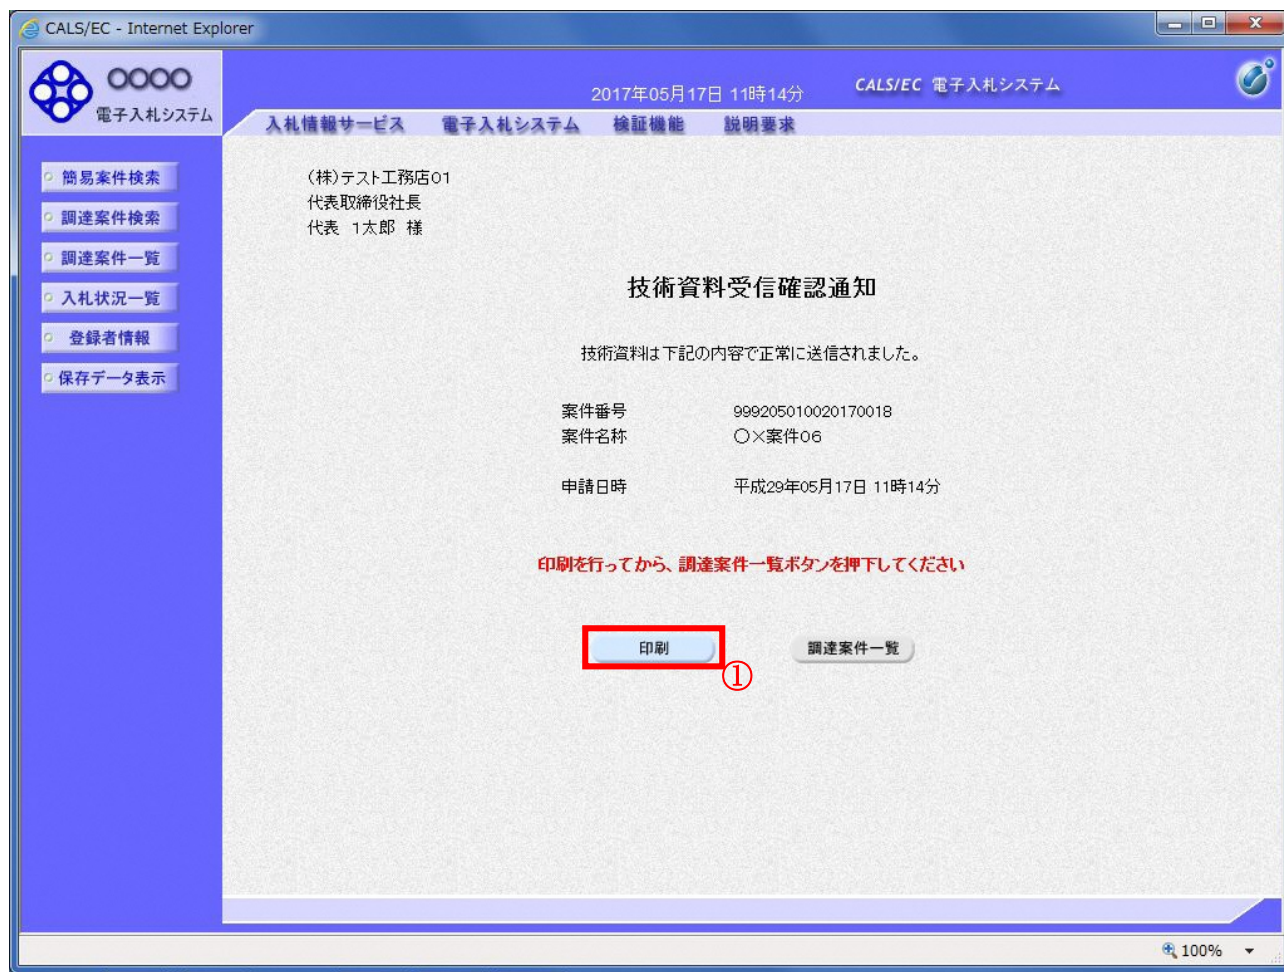 CALS/EC - Internet Explorer
○○○○
電子入札システム
2017年05月17日 11時14分
CALS/EC 電子入札システム
入札情報サービス 電子入札システム 検証機能 説明要求
簡易案件検索
調達案件検索
調達案件一覧
入札状況一覧
登録者情報
保存データ表示
(株)テスト工務店01
代表取締役社長
代表 1太郎 様
技術資料受信確認通知
技術資料は下記の内容で正常に送信されました。
案件番号 999205010020170018
案件名称 ○×案件06
申請日時 平成29年05月17日 11時14分
印刷を行ってから、調達案件一覧ボタンを押下してください
印刷 調達案件一覧
①
100%